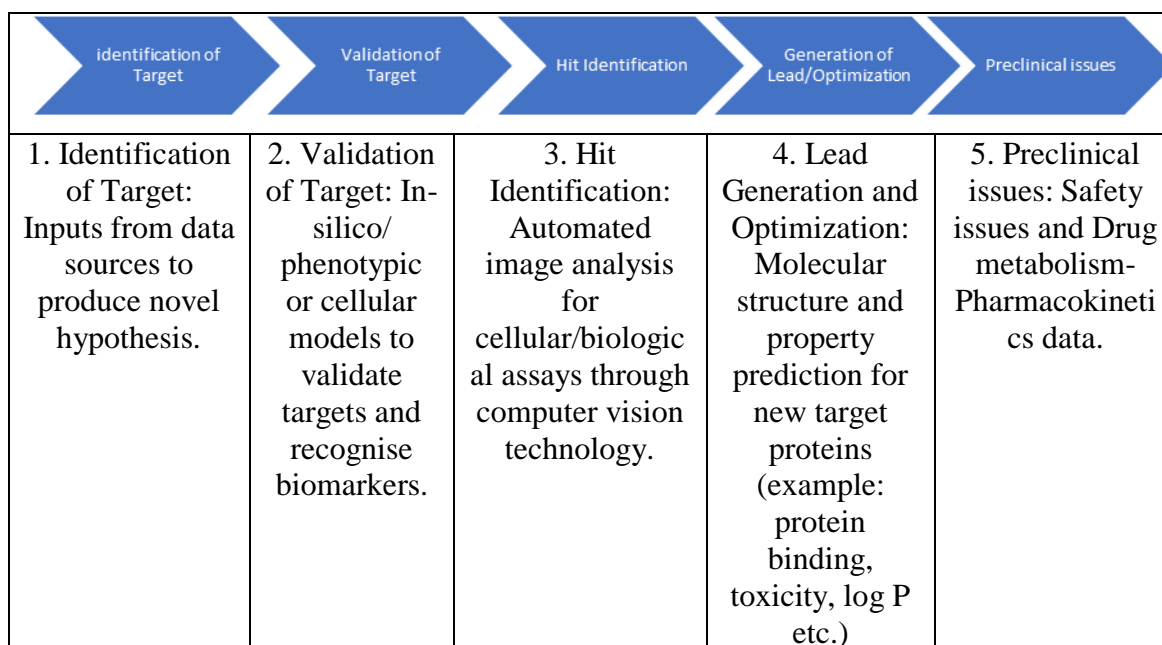 identification of
Target
Validation of
Target
Hit Identification
Generation of
Lead/Optimization
Preclinical issues
1. Identification
of Target:
Inputs from data
sources to
produce novel
hypothesis.
2. Validation
of Target: In-
silico/
phenotypic
or cellular
models to
validate
targets and
recognise
biomarkers.
3. Hit
Identification:
Automated
image analysis
for
cellular/biologic
al assays through
computer vision
technology.
4. Lead
Generation and
Optimization:
Molecular
structure and
property
prediction for
new target
proteins
(example:
protein
binding,
toxicity, log P
etc.)
5. Preclinical
issues: Safety
issues and Drug
metabolism-
Pharmacokineti
cs data.